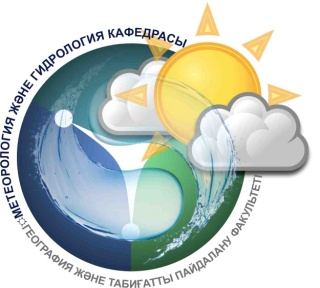 МЕТЕОРОЛОГИЯ ЖӘНЕ ГИДРОЛОГИЯ КАФЕДРАСЫ
ГЕОГРАФИЯ ЖӘНЕ ТАБИҒАТТЫ ПАЙДАЛАНУ ФАКУЛЬТЕТІ